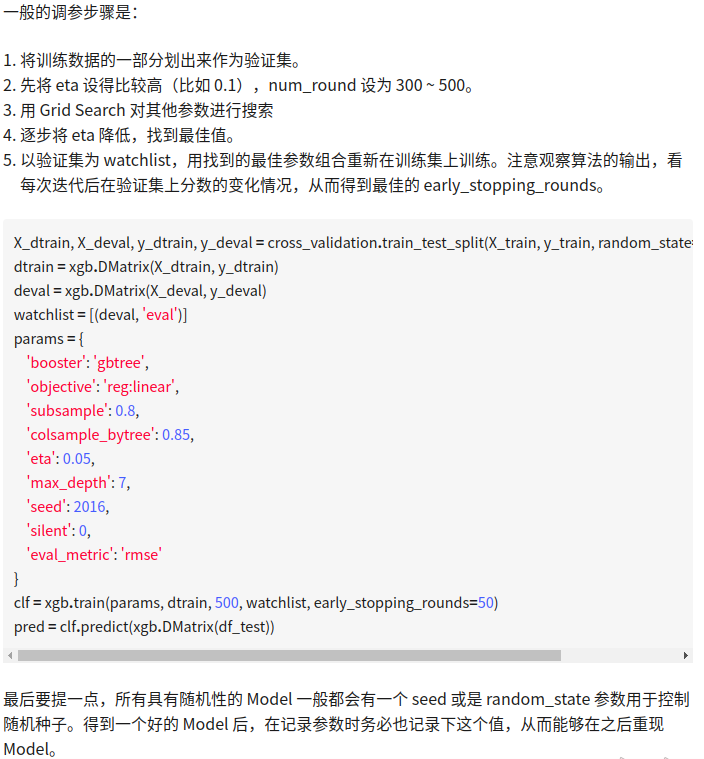 一般的调参步骤是：
1. 将训练数据的一部分划出来作为验证集。
2. 先将 eta 设得比较高（比如 0.1），num_round 设为 300 ~ 500。
3. 用 Grid Search 对其他参数进行搜索
4. 逐步将 eta 降低，找到最佳值。
5. 以验证集为 watchlist，用找到的最佳参数组合重新在训练集上训练。注意观察算法的输出，看
每次迭代后在验证集上分数的变化情况，从而得到最佳的 early_stopping_rounds。
X_dtrain, X_deval, y_dtrain, y_deval = cross_validation.train_test_split(X_train, y_train, random_state=
dtrain = xgb.DMatrix(X_dtrain, y_dtrain)
deval = xgb.DMatrix(X_deval, y_deval)
watchlist = [(deval, 'eval')]
params = {
'booster': 'gbtree',
'objective': 'reg:linear',
'subsample': 0.8,
'colsample_bytree': 0.85,
'eta': 0.05,
'max_depth': 7,
'seed': 2016,
'silent': 0,
'eval_metric': 'rmse'
}
clf = xgb.train(params, dtrain, 500, watchlist, early_stopping_rounds=50)
pred = clf.predict(xgb.DMatrix(df_test))
最后要提一点，所有具有随机性的 Model 一般都会有一个 seed 或是 random_state 参数用于控制
随机种子。得到一个好的 Model 后，在记录参数时务必也记录下这个值，从而能够在之后重现
Model。